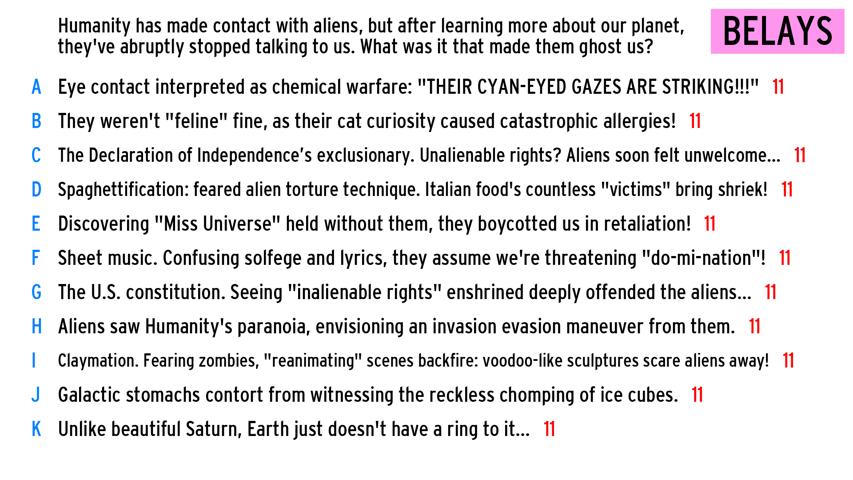 Humanity has made contact with aliens, but after learning more about our planet,
they've abruptly stopped talking to us. What was it that made them ghost us?
BELAYS
A Eye contact interpreted as chemical warfare: "THEIR CYAN-EYED GAZES ARE STRIKING!!!" 11
B They weren't "feline" fine, as their cat curiosity caused catastrophic allergies! 11
C The Declaration of Independence's exclusionary. Unalienable rights? Aliens soon felt unwelcome... 11
D Spaghettification: feared alien torture technique. Italian food's countless "victims" bring shriek! 11
E Discovering "Miss Universe" held without them, they boycotted us in retaliation! 11
F Sheet music. Confusing solfege and lyrics, they assume we're threatening "do-mi-nation"! 11
G The U.S. constitution. Seeing "inalienable rights" enshrined deeply offended the aliens... 11
H Aliens saw Humanity's paranoia, envisioning an invasion evasion maneuver from them. 11
I Claymation. Fearing zombies, "reanimating" scenes backfire: voodoo-like sculptures scare aliens away! 11
J Galactic stomachs contort from witnessing the reckless chomping of ice cubes. 11
K Unlike beautiful Saturn, Earth just doesn't have a ring to it... 11